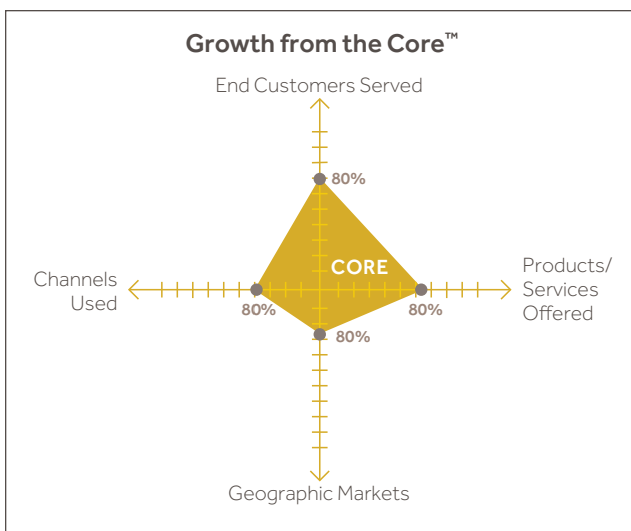 Growth from the Core™
End Customers Served
80%
CORE
Channels
Used
Products/
Services
Offered
80%
80%
80%
Geographic Markets